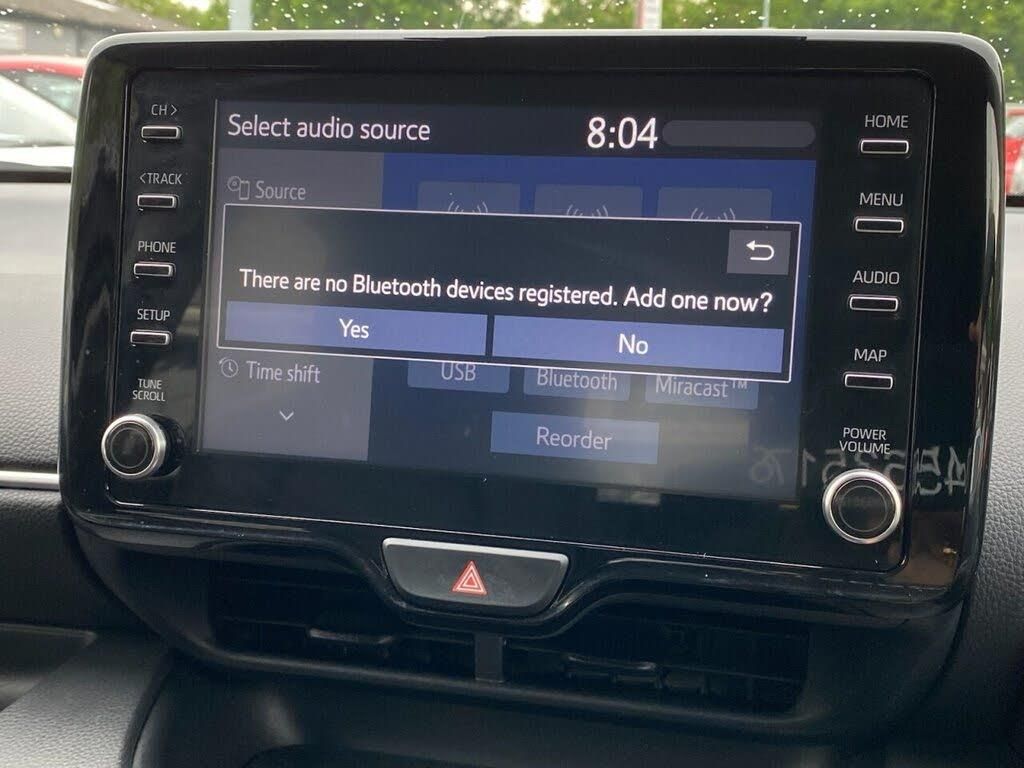 CH >
<TRACK
PHONE
SETUP
TUNE
SCROLL
Select audio source
8:04
Source
There are no Bluetooth devices registered. Add one now?
Yes
No
Time shift
USB
Bluetooth
Miracast™
Reorder
HOME
MENU
AUDIO
MAP
POWER
VOLUME